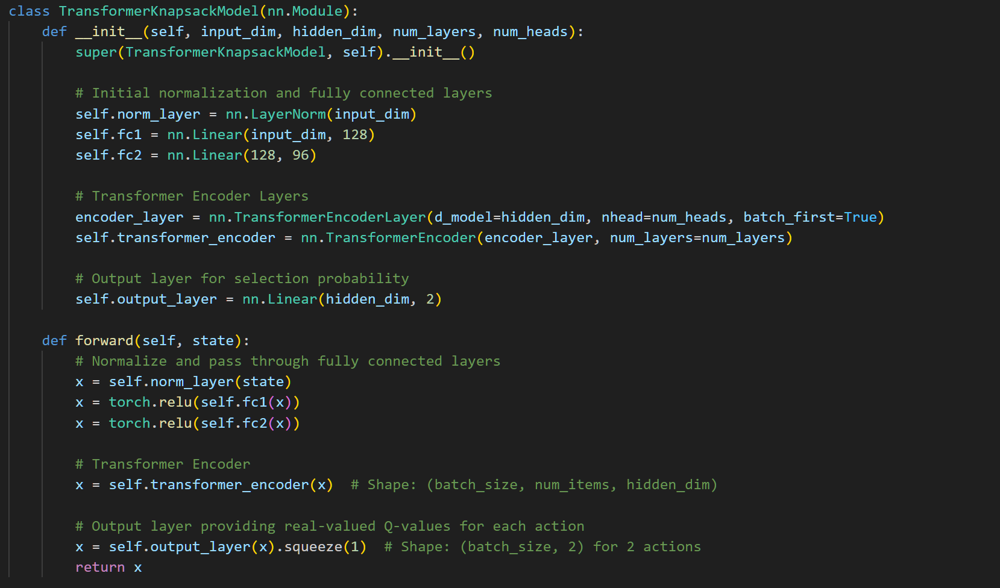 class TransformerKnapsackModel(nn.Module):
    def __init__(self, input_dim, hidden_dim, num_layers, num_heads):
        super(TransformerKnapsackModel, self).__init__()
        # Initial normalization and fully connected layers
        self.norm_layer = nn.LayerNorm(input_dim)
        self.fc1 = nn.Linear(input_dim, 128)
        self.fc2 = nn.Linear(128, 96)
        # Transformer Encoder Layers
        encoder_layer = nn.TransformerEncoderLayer(d_model=hidden_dim, nhead=num_heads, batch_first=True)
        self.transformer_encoder = nn.TransformerEncoder(encoder_layer, num_layers=num_layers)
        # Output layer for selection probability
        self.output_layer = nn.Linear(hidden_dim, 2)
    def forward(self, state):
        # Normalize and pass through fully connected layers
        x = self.norm_layer(state)
        x = torch.relu(self.fc1(x))
        x = torch.relu(self.fc2(x))
        # Transformer Encoder
        x = self.transformer_encoder(x)  # Shape: (batch_size, num_items, hidden_dim)
        # Output layer providing real-valued Q-values for each action
        x = self.output_layer(x).squeeze(1)  # Shape: (batch_size, 2) for 2 actions
        return x